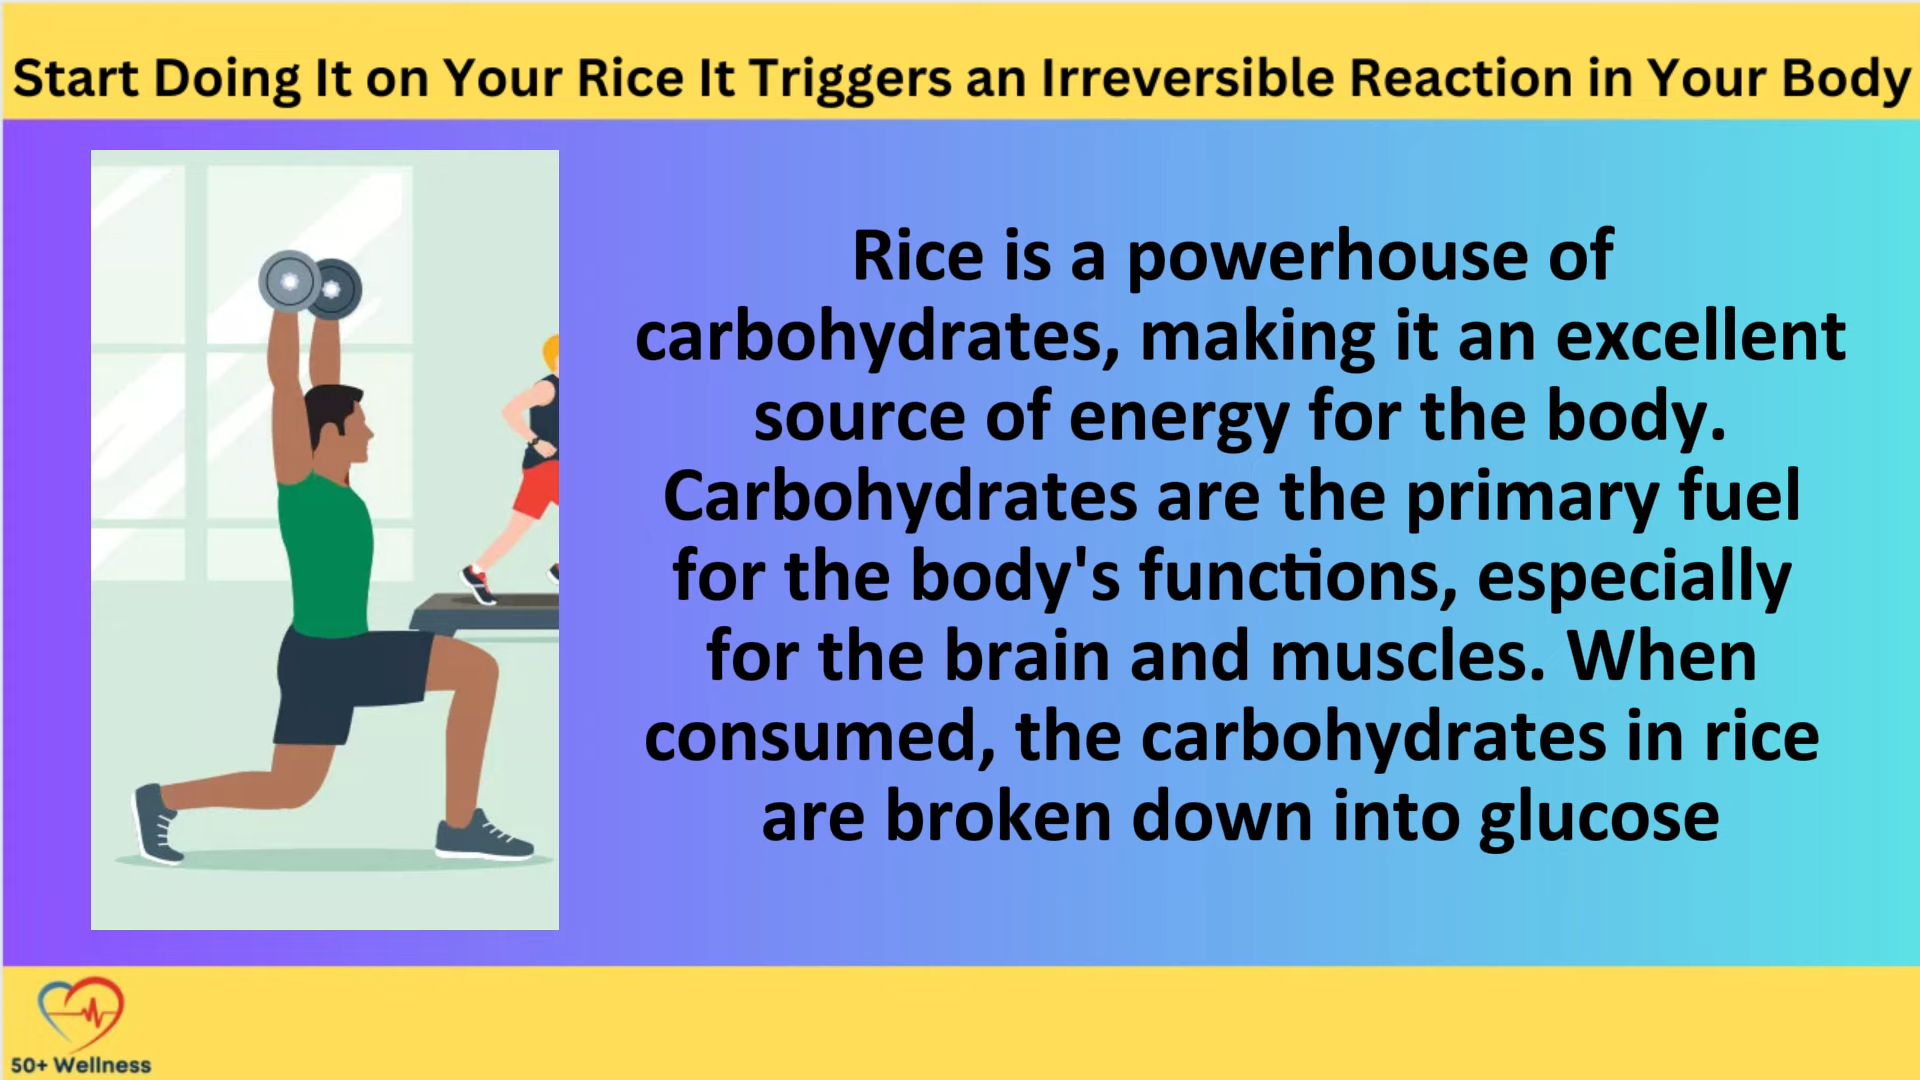 Start Doing It on Your Rice It Triggers an Irreversible Reaction in Your Body
Rice is a powerhouse of
carbohydrates, making it an excellent
source of energy for the body.
Carbohydrates are the primary fuel
for the body's functions, especially
for the brain and muscles. When
consumed, the carbohydrates in rice
are broken down into glucose
50+ Wellness